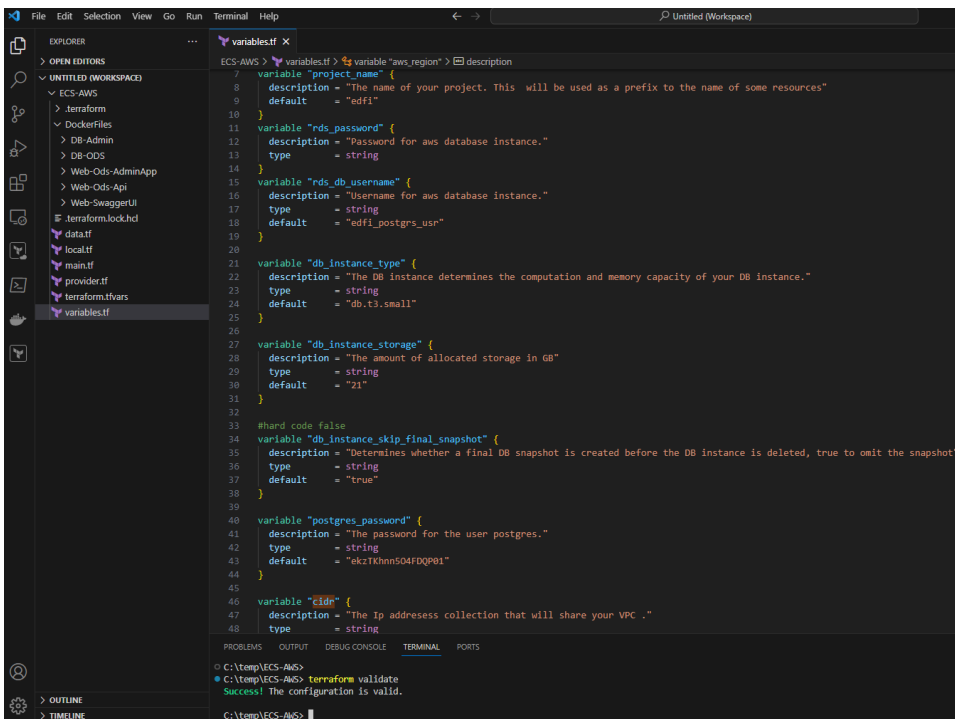 File Edit Selection View Go Run Terminal Help
Untitled (Workspace)
EXPLORER
...
variables.tf
OPEN EDITORS
ECS-AWS > variables.tf > variable "aws_region" > description
UNTITLED (WORKSPACE)
ECS-AWS
.terraform
DockerFiles
DB-Admin
DB-ODS
Web-Ods-AdminApp
Web-Ods-Api
Web-SwaggerUI
.terraform.lock.hcl
data.tf
local.tf
main.tf
provider.tf
terraform.tfvars
variables.tf
7 variable "project_name" {
8 description = "The name of your project. This  will be used as a prefix to the name of some resources"
9 default     = "edfi"
10 }
11 variable "rds_password" {
12 description = "Password for aws database instance."
13 type        = string
14 }
15 variable "rds_db_username" {
16 description = "Username for aws database instance."
17 type        = string
18 default     = "edfi_postgrs_usr"
19 }
20
21 variable "db_instance_type" {
22 description = "The DB instance determines the computation and memory capacity of your DB instance."
23 type        = string
24 default     = "db.t3.small"
25 }
26
27 variable "db_instance_storage" {
28 description = "The amount of allocated storage in GB"
29 type        = string
30 default     = "21"
31 }
32
33 #hard code false
34 variable "db_instance_skip_final_snapshot" {
35 description = "Determines whether a final DB snapshot is created before the DB instance is deleted, true to omit the snapshot"
36 type        = string
37 default     = "true"
38 }
39
40 variable "postgres_password" {
41 description = "The password for the user postgres."
42 type        = string
43 default     = "ekzTKhnn5O4FDQP01"
44 }
45
46 variable "cidr" {
47 description = "The Ip addresess collection that will share your VPC ."
48 type        = string
PROBLEMS OUTPUT DEBUG CONSOLE TERMINAL PORTS
C:\temp\ECS-AWS>
C:\temp\ECS-AWS> terraform validate
Success! The configuration is valid.
C:\temp\ECS-AWS>
OUTLINE
TIMELINE